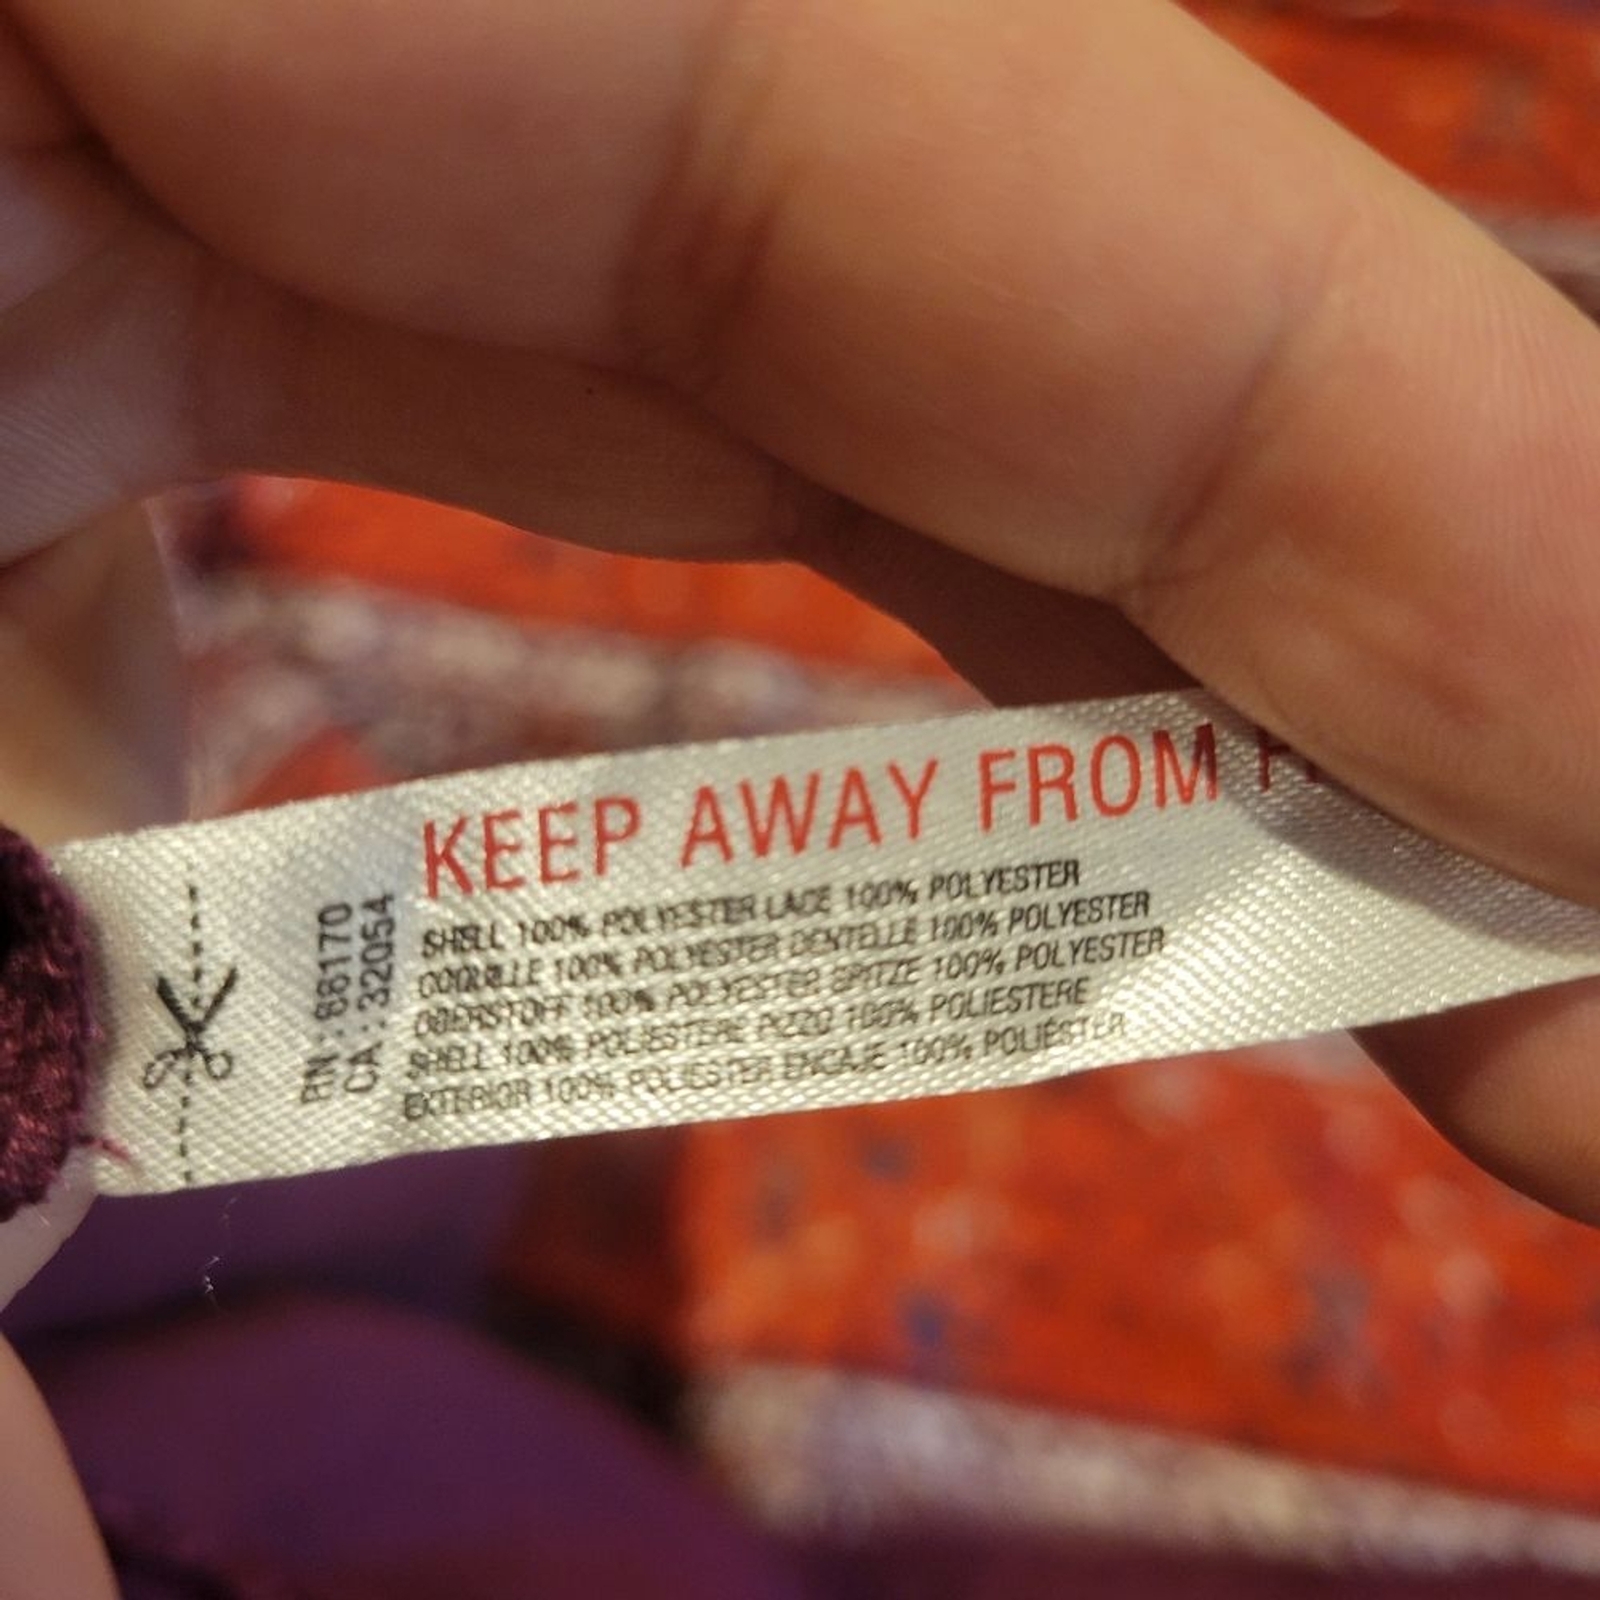 KEEP AWAY FROM
SHELL 100% POLYESTER LACE 100% POLYESTER
COQUILLE 100% POLYESTER DENTELLE 100% POLYESTER
OBERSTOFF 100% POLYESTER SPITZE 100% POLYESTER
SHELL 100% POLIESTERE PIZZO 100% POLIESTERE
EXTERIOR 100% POLIESTER ENCAJE 100% POLIÉSTER
RN : 88170
CA : 32054